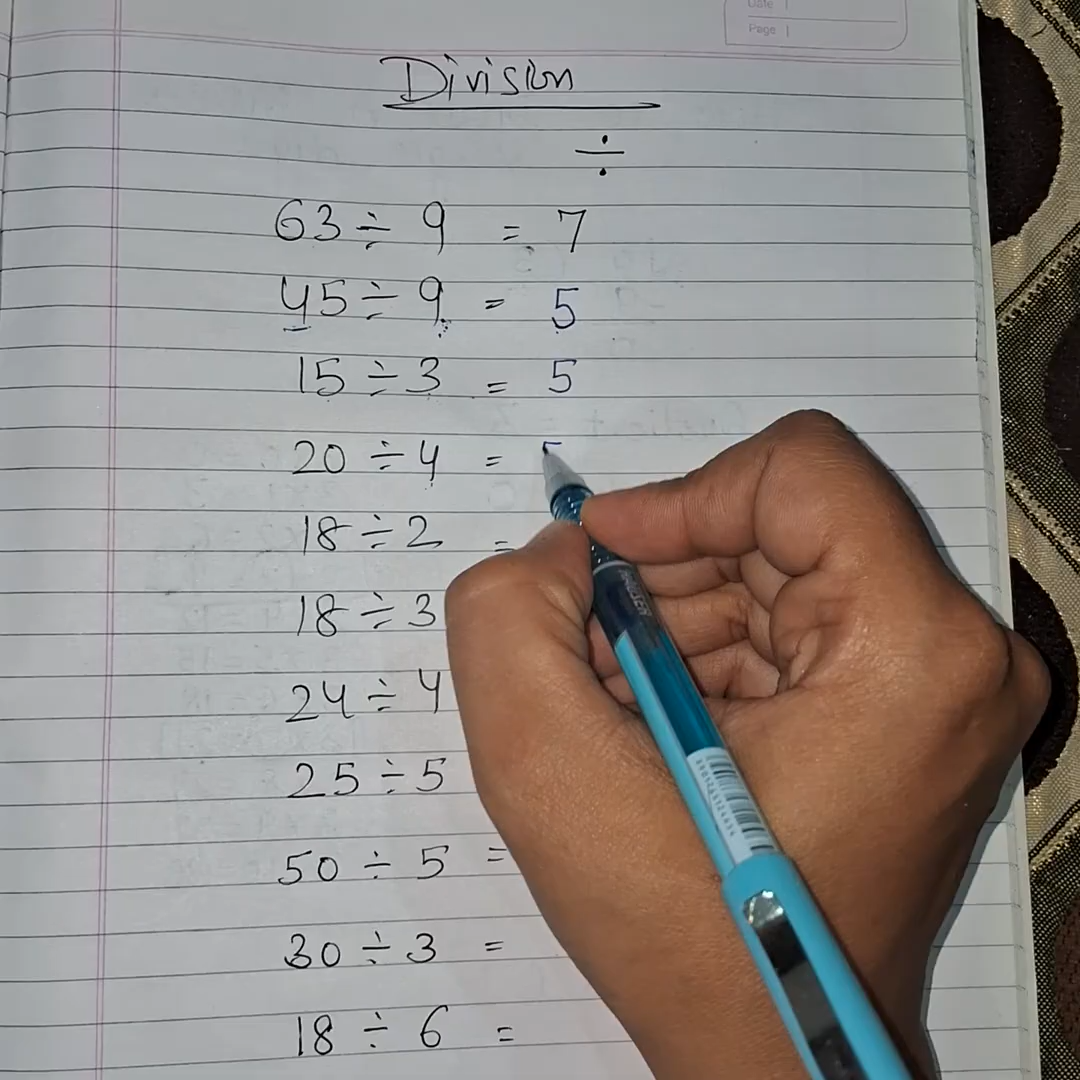 Date
Page
Division
÷
63 ÷ 9 = 7
45 ÷ 9 = 5
15 ÷ 3 = 5
20 ÷ 4 = 5
18 ÷ 2 =
18 ÷ 3
24 ÷ 4
25 ÷ 5
50 ÷ 5 =
30 ÷ 3 =
18 ÷ 6 =